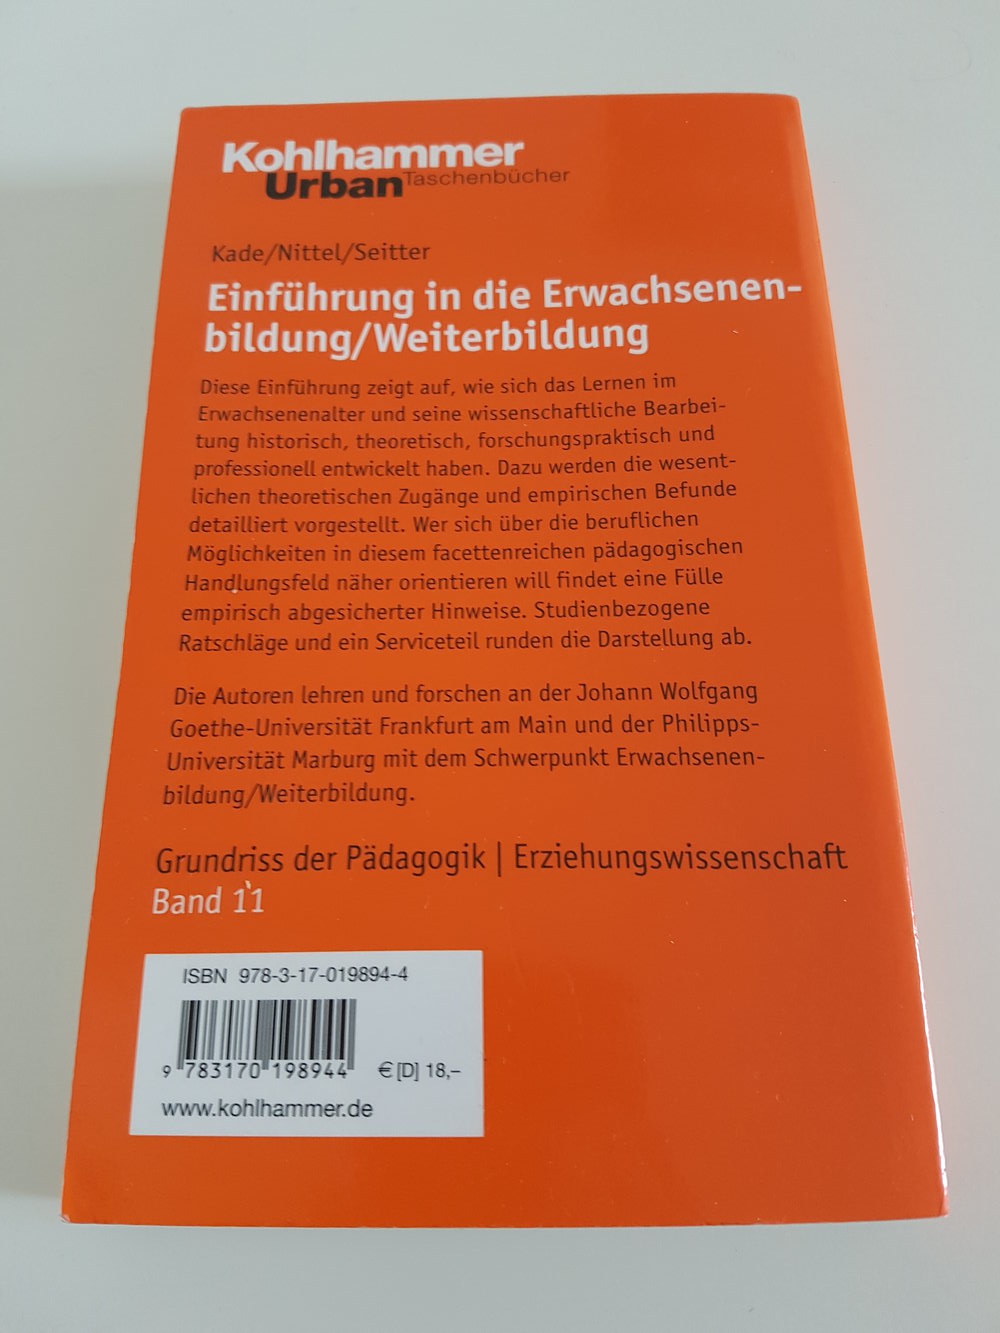 Kohlhammer
Urban Taschenbücher
Kade/Nittel/Seitter
Einführung in die Erwachsenen-
bildung/Weiterbildung
Diese Einführung zeigt auf, wie sich das Lernen im
Erwachsenenalter und seine wissenschaftliche Bearbei-
tung historisch, theoretisch, forschungspraktisch und
professionell entwickelt haben. Dazu werden die wesent-
lichen theoretischen Zugänge und empirischen Befunde
detailliert vorgestellt. Wer sich über die beruflichen
Möglichkeiten in diesem facettenreichen pädagogischen
Handlungsfeld näher orientieren will findet eine Fülle
empirisch abgesicherter Hinweise. Studienbezogene
Ratschläge und ein Serviceteil runden die Darstellung ab.
Die Autoren lehren und forschen an der Johann Wolfgang
Goethe-Universität Frankfurt am Main und der Philipps-
Universität Marburg mit dem Schwerpunkt Erwachsenen-
bildung/Weiterbildung.
Grundriss der Pädagogik | Erziehungswissenschaft
Band 11
ISBN 978-3-17-019894-4
9 783170 198944 € [D] 18,–
www.kohlhammer.de